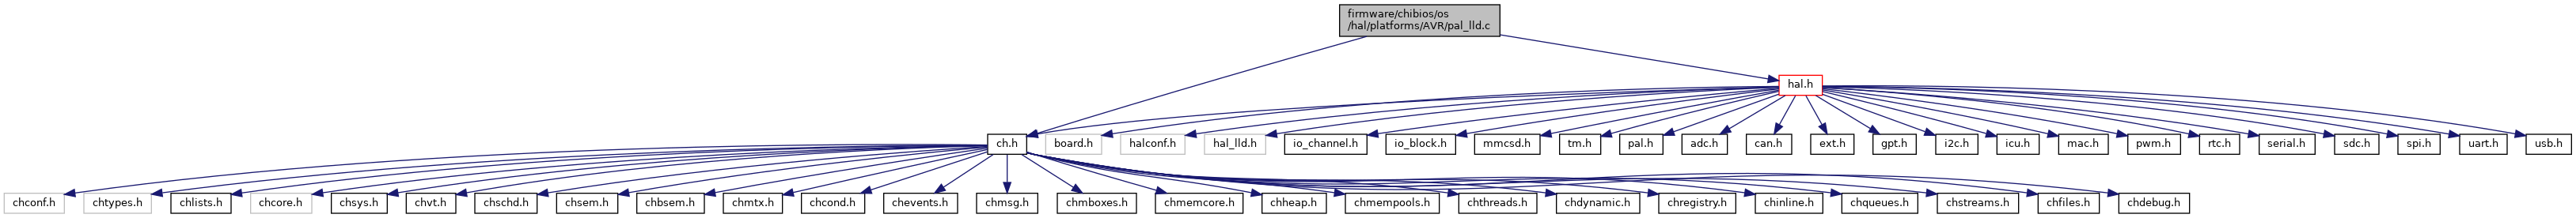 firmware/chibios/os
/hal/platforms/AVR/pal_lld.c
hal.h
ch.h
board.h
halconf.h
hal_lld.h
io_channel.h
io_block.h
mmcsd.h
tm.h
pal.h
adc.h
can.h
ext.h
gpt.h
i2c.h
icu.h
mac.h
pwm.h
rtc.h
serial.h
sdc.h
spi.h
uart.h
usb.h
chconf.h
chtypes.h
chlists.h
chcore.h
chsys.h
chvt.h
chschd.h
chsem.h
chbsem.h
chmtx.h
chcond.h
chevents.h
chmsg.h
chmboxes.h
chmemcore.h
chheap.h
chmempools.h
chthreads.h
chdynamic.h
chregistry.h
chinline.h
chqueues.h
chstreams.h
chfiles.h
chdebug.h